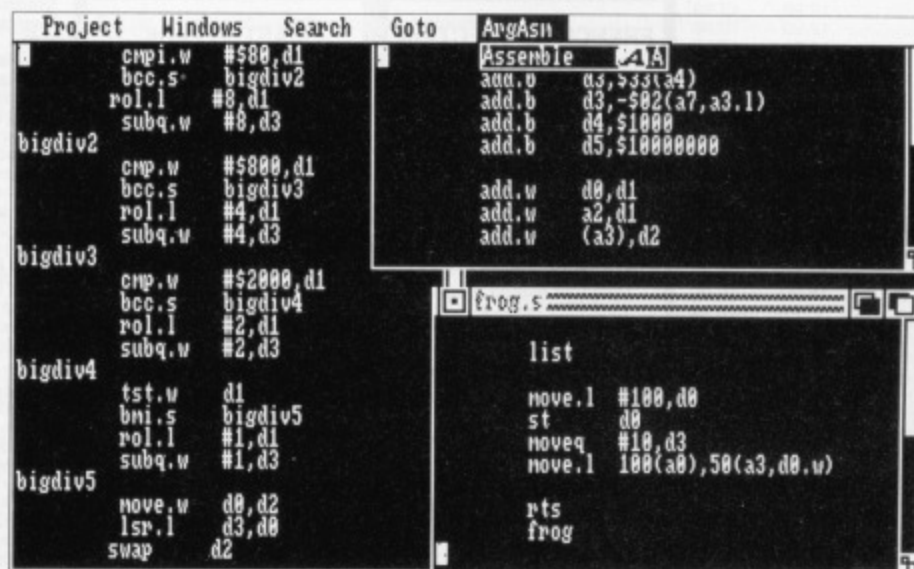 Project Windows Search Goto ArgAsm
Assemble A
cmpi.w #$80,d1
bcc.s bigdiv2
rol.l #8,d1
subq.w #8,d3
bigdiv2
cmp.w #$800,d1
bcc.s bigdiv3
rol.l #4,d1
subq.w #4,d3
bigdiv3
cmp.w #$2000,d1
bcc.s bigdiv4
rol.l #2,d1
subq.w #2,d3
bigdiv4
tst.w d1
bmi.s bigdiv5
rol.l #1,d1
subq.w #1,d3
bigdiv5
move.w d0,d2
lsr.l d3,d0
swap d2
add.b d3,$33(a4)
add.b d3,-$02(a7,a3.l)
add.b d4,$1000
add.b d5,$10000000
add.w d0,d1
add.w a2,d1
add.w (a3),d2
frog.s
list
move.l #100,d0
st d0
moveq #10,d3
move.l 100(a0),50(a3,d0.w)
rts
frog